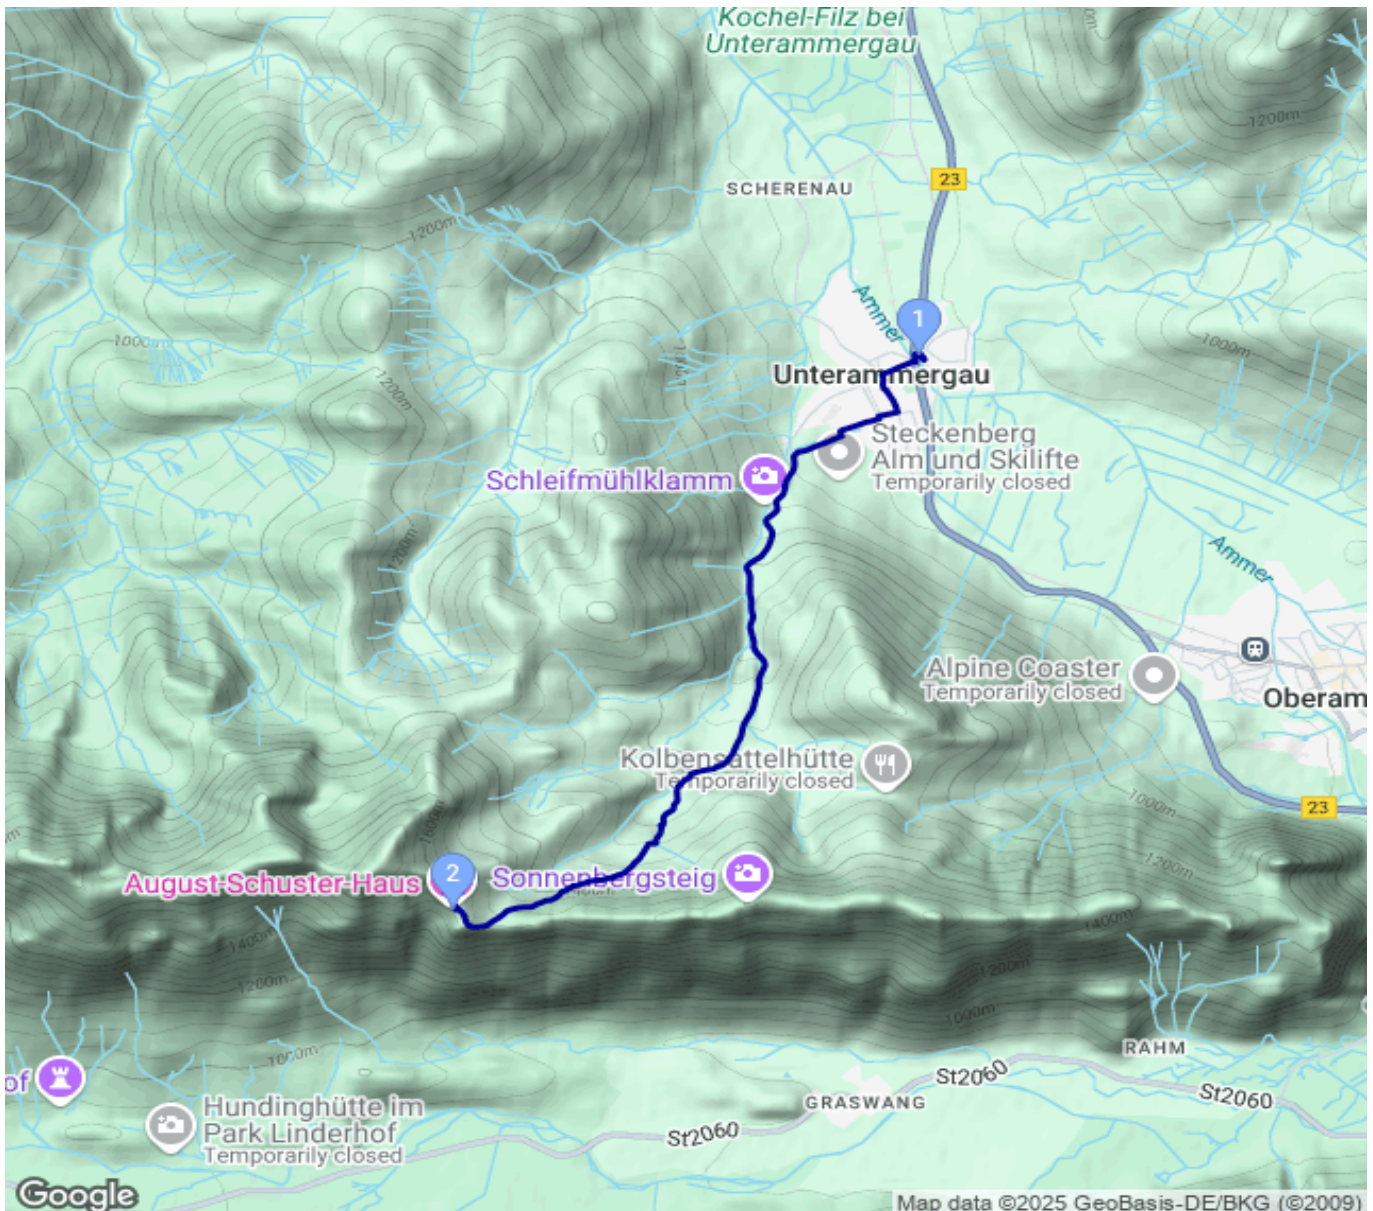 Kochel-Filz bei
Unterammergau
1200m
23
SCHERENAU
1200m
Ammer
1
1000m
1000m
1200m
1200m
Unterammergau
Steckenberg
Alm und Skilifte
Temporarily closed
Schleifmühlklamm
1200m
Ammer
Alpine Coaster
Temporarily closed
Oberam
Kolbensattelhütte
Temporarily closed
1000m
23
1600m
2
August-Schuster-Haus
Sonnenbergsteig
1400m
1400m
1200m
1200m
1000m
1000m
RAHM
of
St2060
St2060
GRASWANG
Hundinghütte im
Park Linderhof
Temporarily closed
St2060
Google
Map data ©2025 GeoBasis-DE/BKG (©2009)